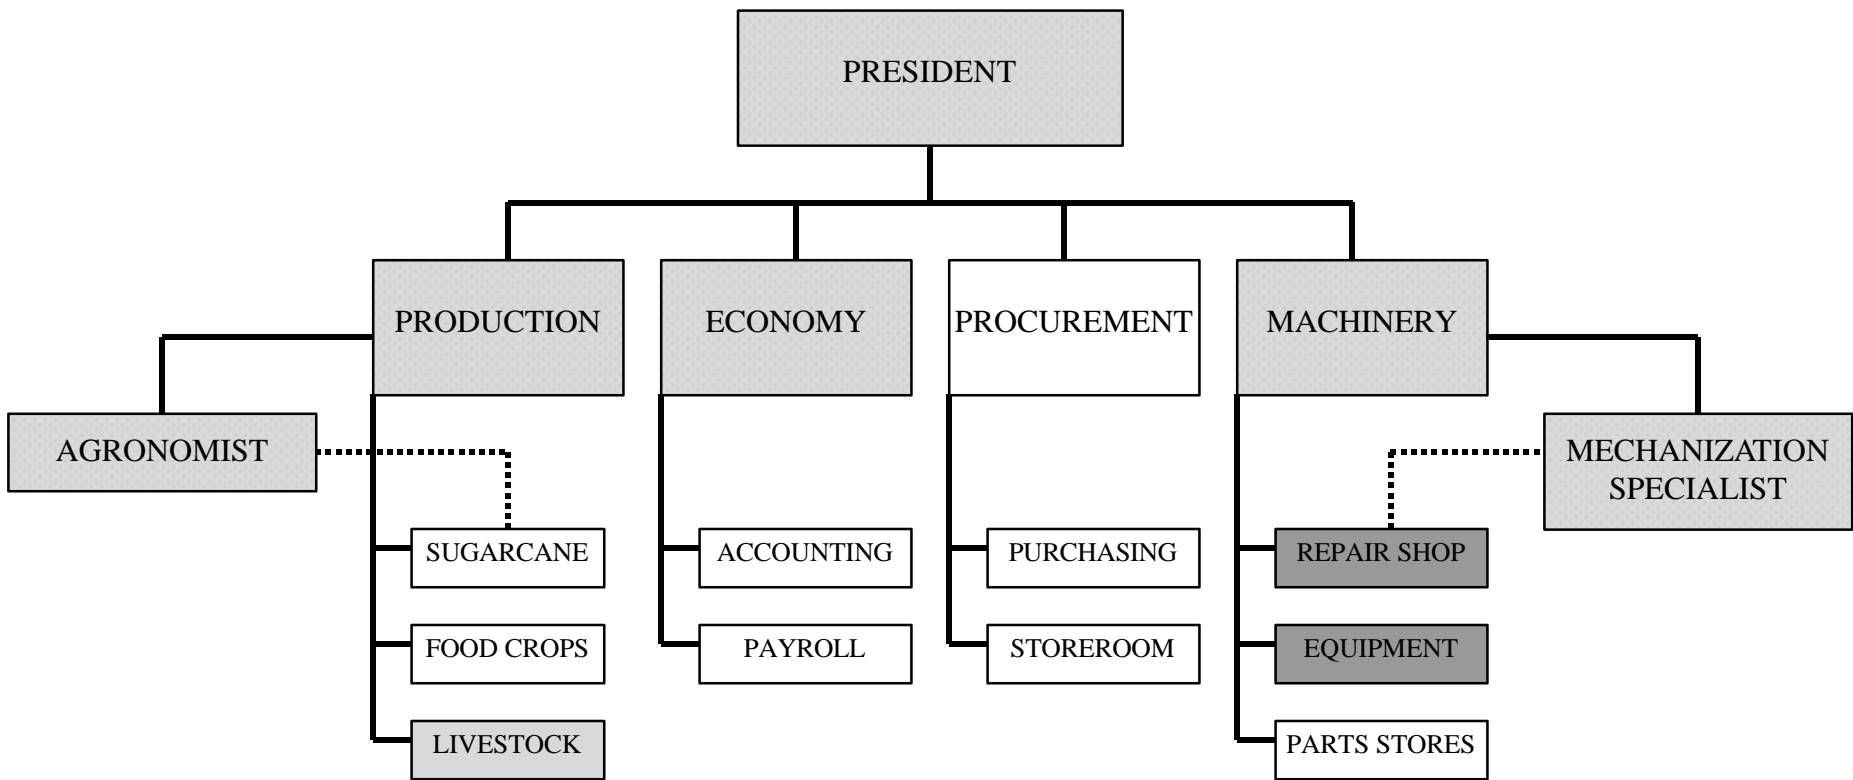 PRESIDENT
PRODUCTION
ECONOMY
PROCUREMENT
MACHINERY
AGRONOMIST
MECHANIZATION
SPECIALIST
SUGARCANE
ACCOUNTING
PURCHASING
REPAIR SHOP
FOOD CROPS
PAYROLL
STOREROOM
EQUIPMENT
LIVESTOCK
PARTS STORES